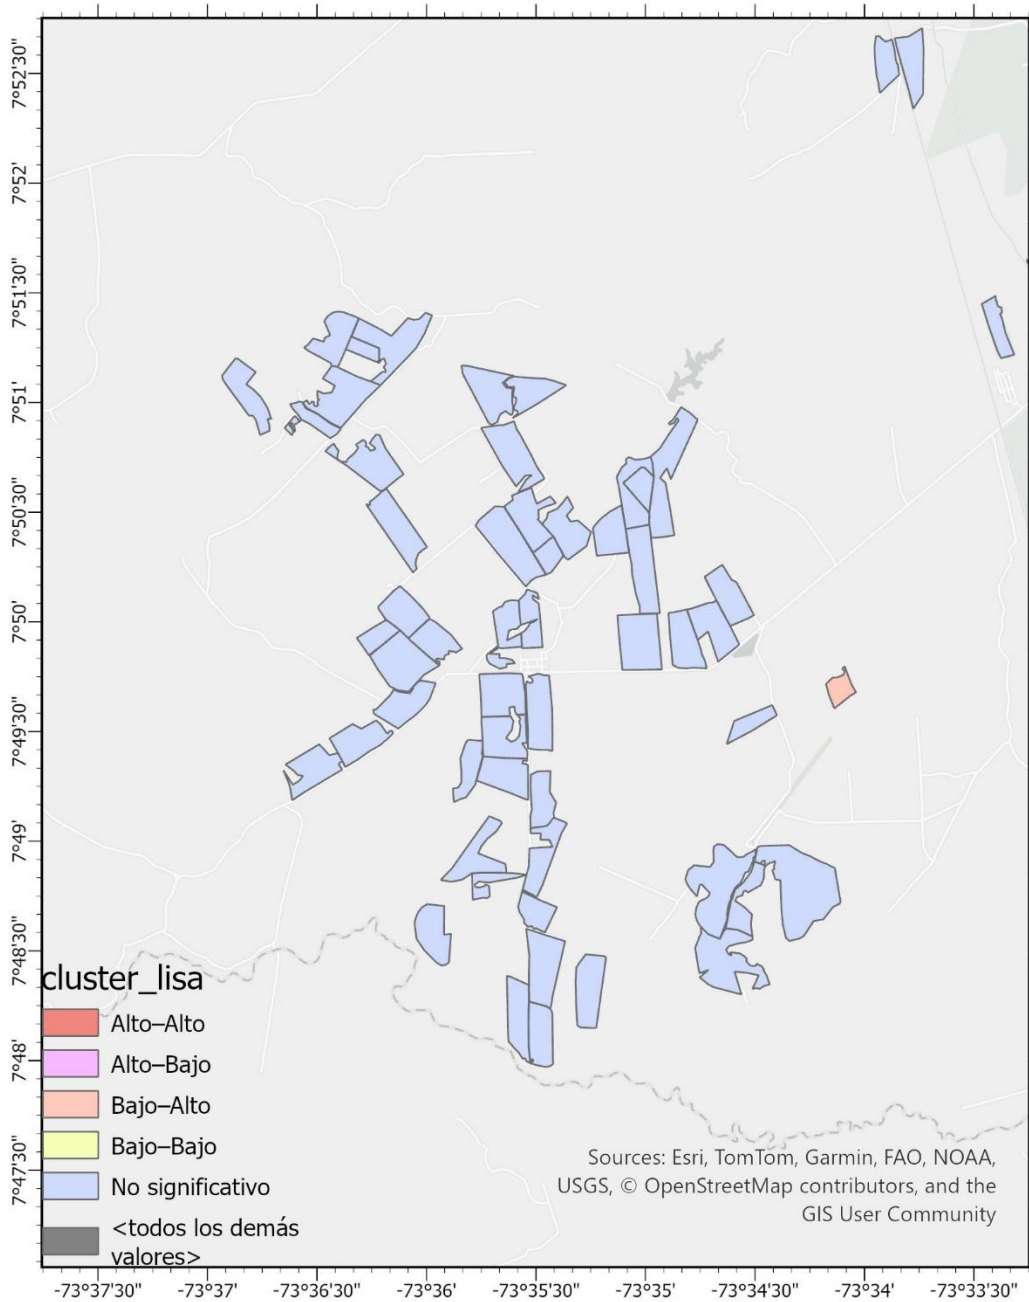 7°52'30"
7°52'
7°51'30"
7°51'
7°50'30"
7°50'
7°49'30"
7°49'
7°48'30"
7°48'
7°47'30"
cluster_lisa
Alto–Alto
Alto–Bajo
Bajo–Alto
Bajo–Bajo
No significativo
<todos los demás
valores>
Sources: Esri, TomTom, Garmin, FAO, NOAA,
USGS, © OpenStreetMap contributors, and the
GIS User Community
-73°37'30" -73°37' -73°36'30" -73°36' -73°35'30" -73°35' -73°34'30" -73°34' -73°33'30"